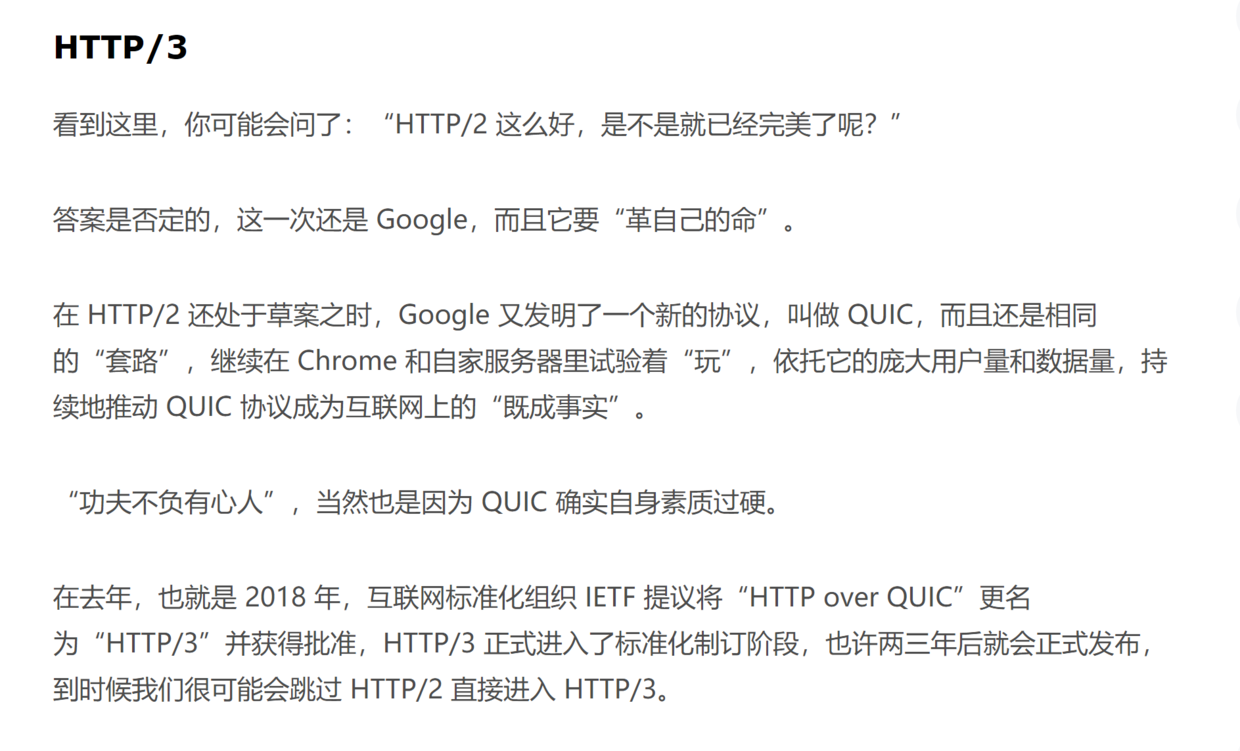 HTTP/3
看到这里，你可能会问了：“HTTP/2 这么好，是不是就已经完美了呢？”
答案是否定的，这一次还是 Google，而且它要“革自己的命”。
在 HTTP/2 还处于草案之时，Google 又发明了一个新的协议，叫做 QUIC，而且还是相同
的“套路”，继续在 Chrome 和自家服务器里试验着“玩”，依托它的庞大用户量和数据量，持
续地推动 QUIC 协议成为互联网上的“既成事实”。
“功夫不负有心人”，当然也是因为 QUIC 确实自身素质过硬。
在去年，也就是 2018 年，互联网标准化组织 IETF 提议将“HTTP over QUIC”更名
为“HTTP/3”并获得批准，HTTP/3 正式进入了标准化制订阶段，也许两三年后就会正式发布，
到时候我们很可能会跳过 HTTP/2 直接进入 HTTP/3。